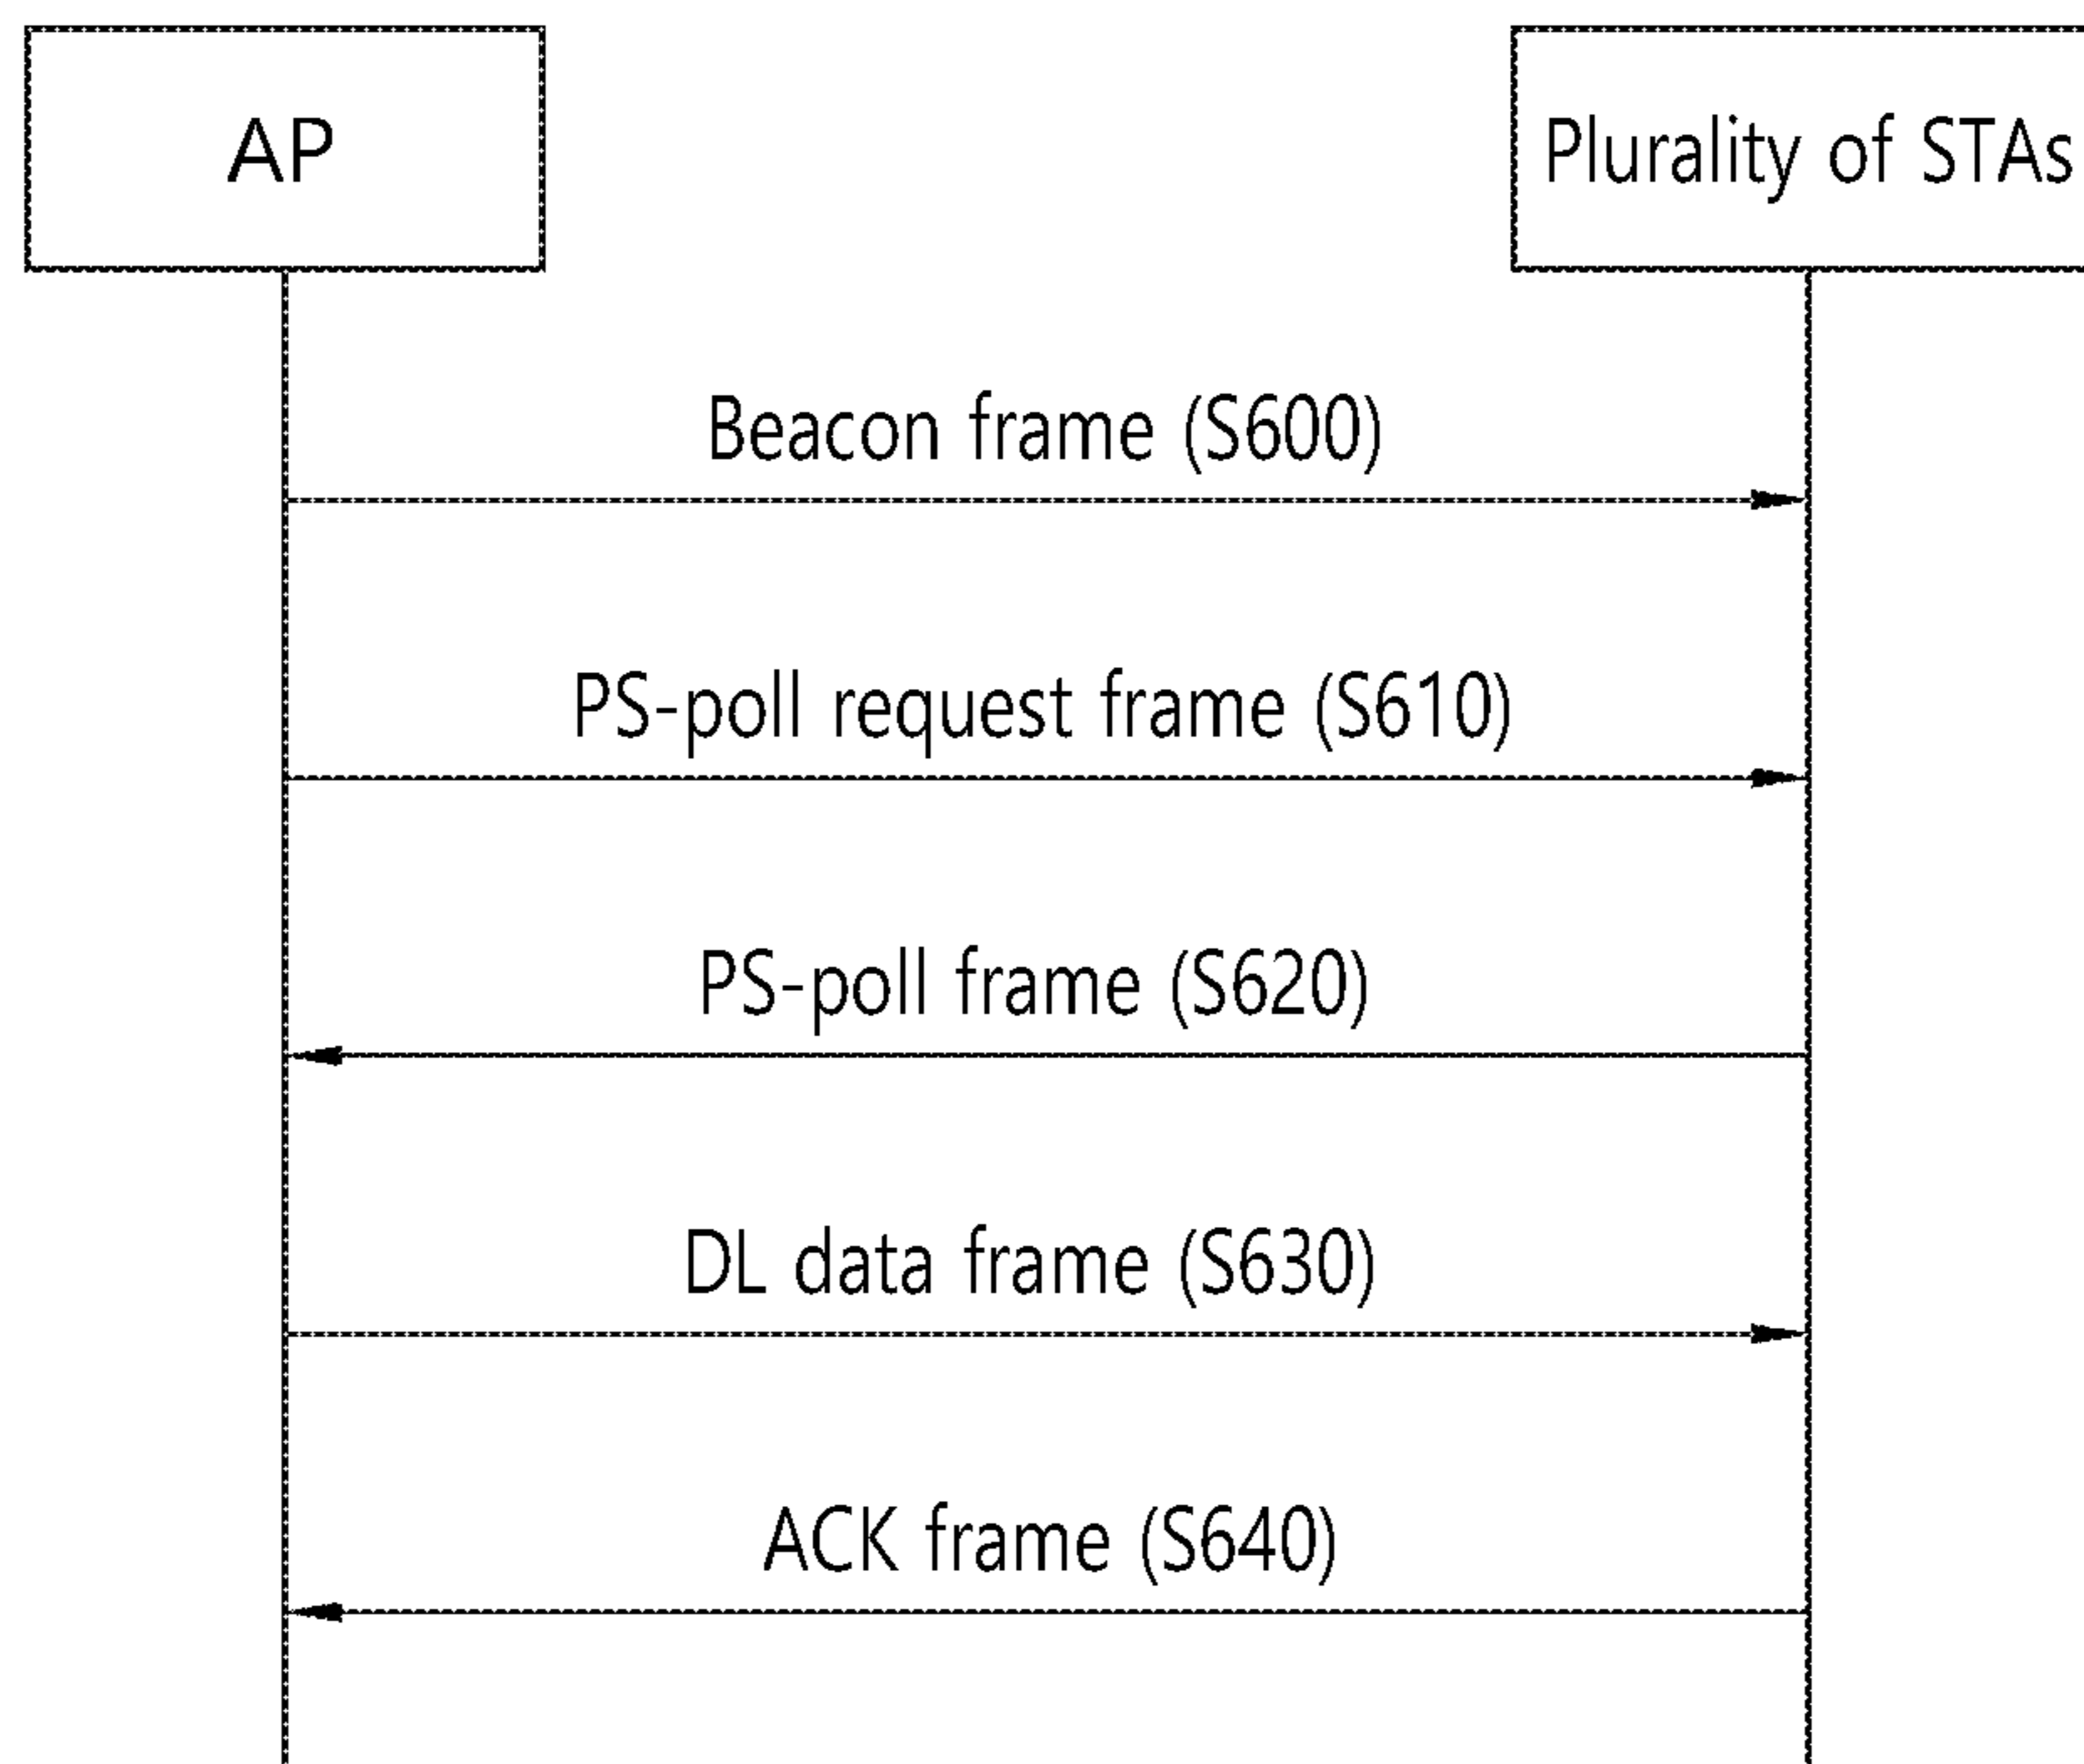 AP
Plurality of STAs
Beacon frame (S600)
PS-poll request frame (S610)
PS-poll frame (S620)
DL data frame (S630)
ACK frame (S640)